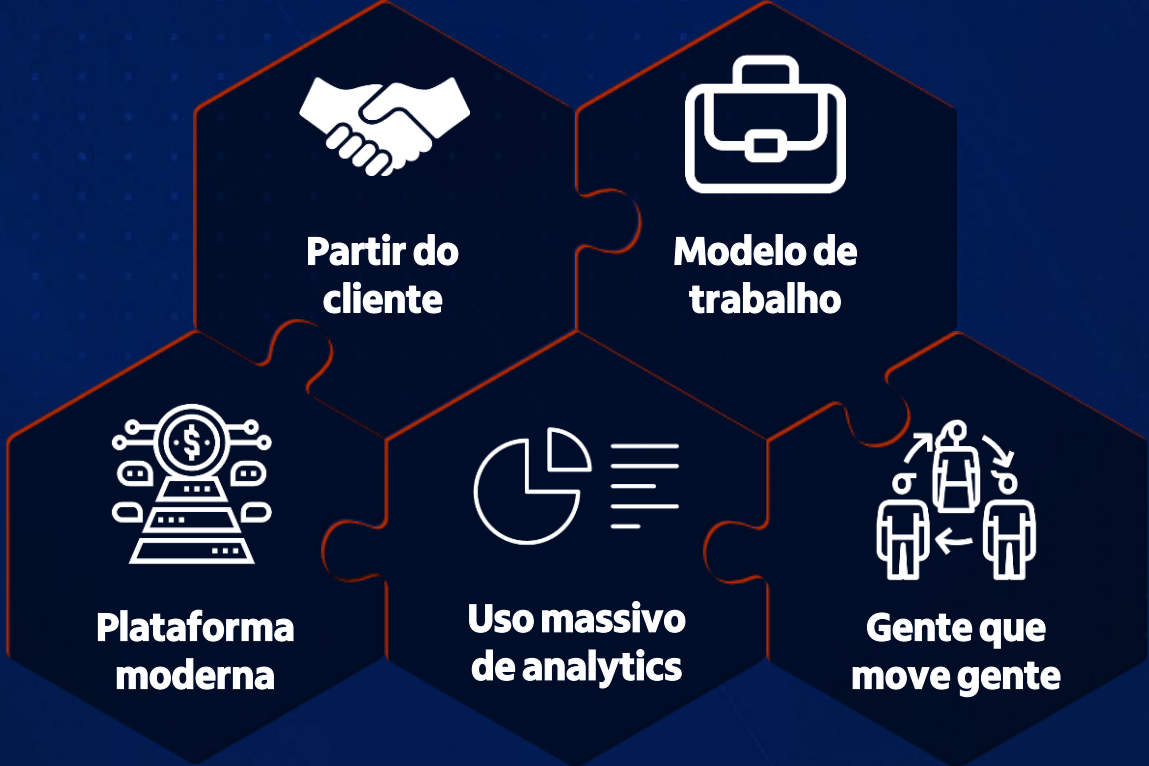 Partir do
cliente
Modelo de
trabalho
Plataforma
moderna
Uso massivo
de analytics
Gente que
move gente